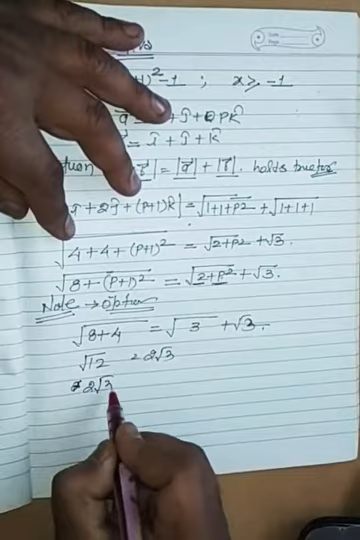 +1)² - 1 ; x ≥ -1
a⃗ + ĵ + pk̂
= î + ĵ + k̂
| = |a⃗| + |r⃗|. holds true for
î + 2ĵ + (p+1)k̂| = √1+1+p² + √1+1+1
√4+4+(p+1)² = √2+p² + √3.
√8+(p+1)² = √2+p² + √3.
Note → Option
√8+4 = √3 + √3.
√12 = 2√3
2√3